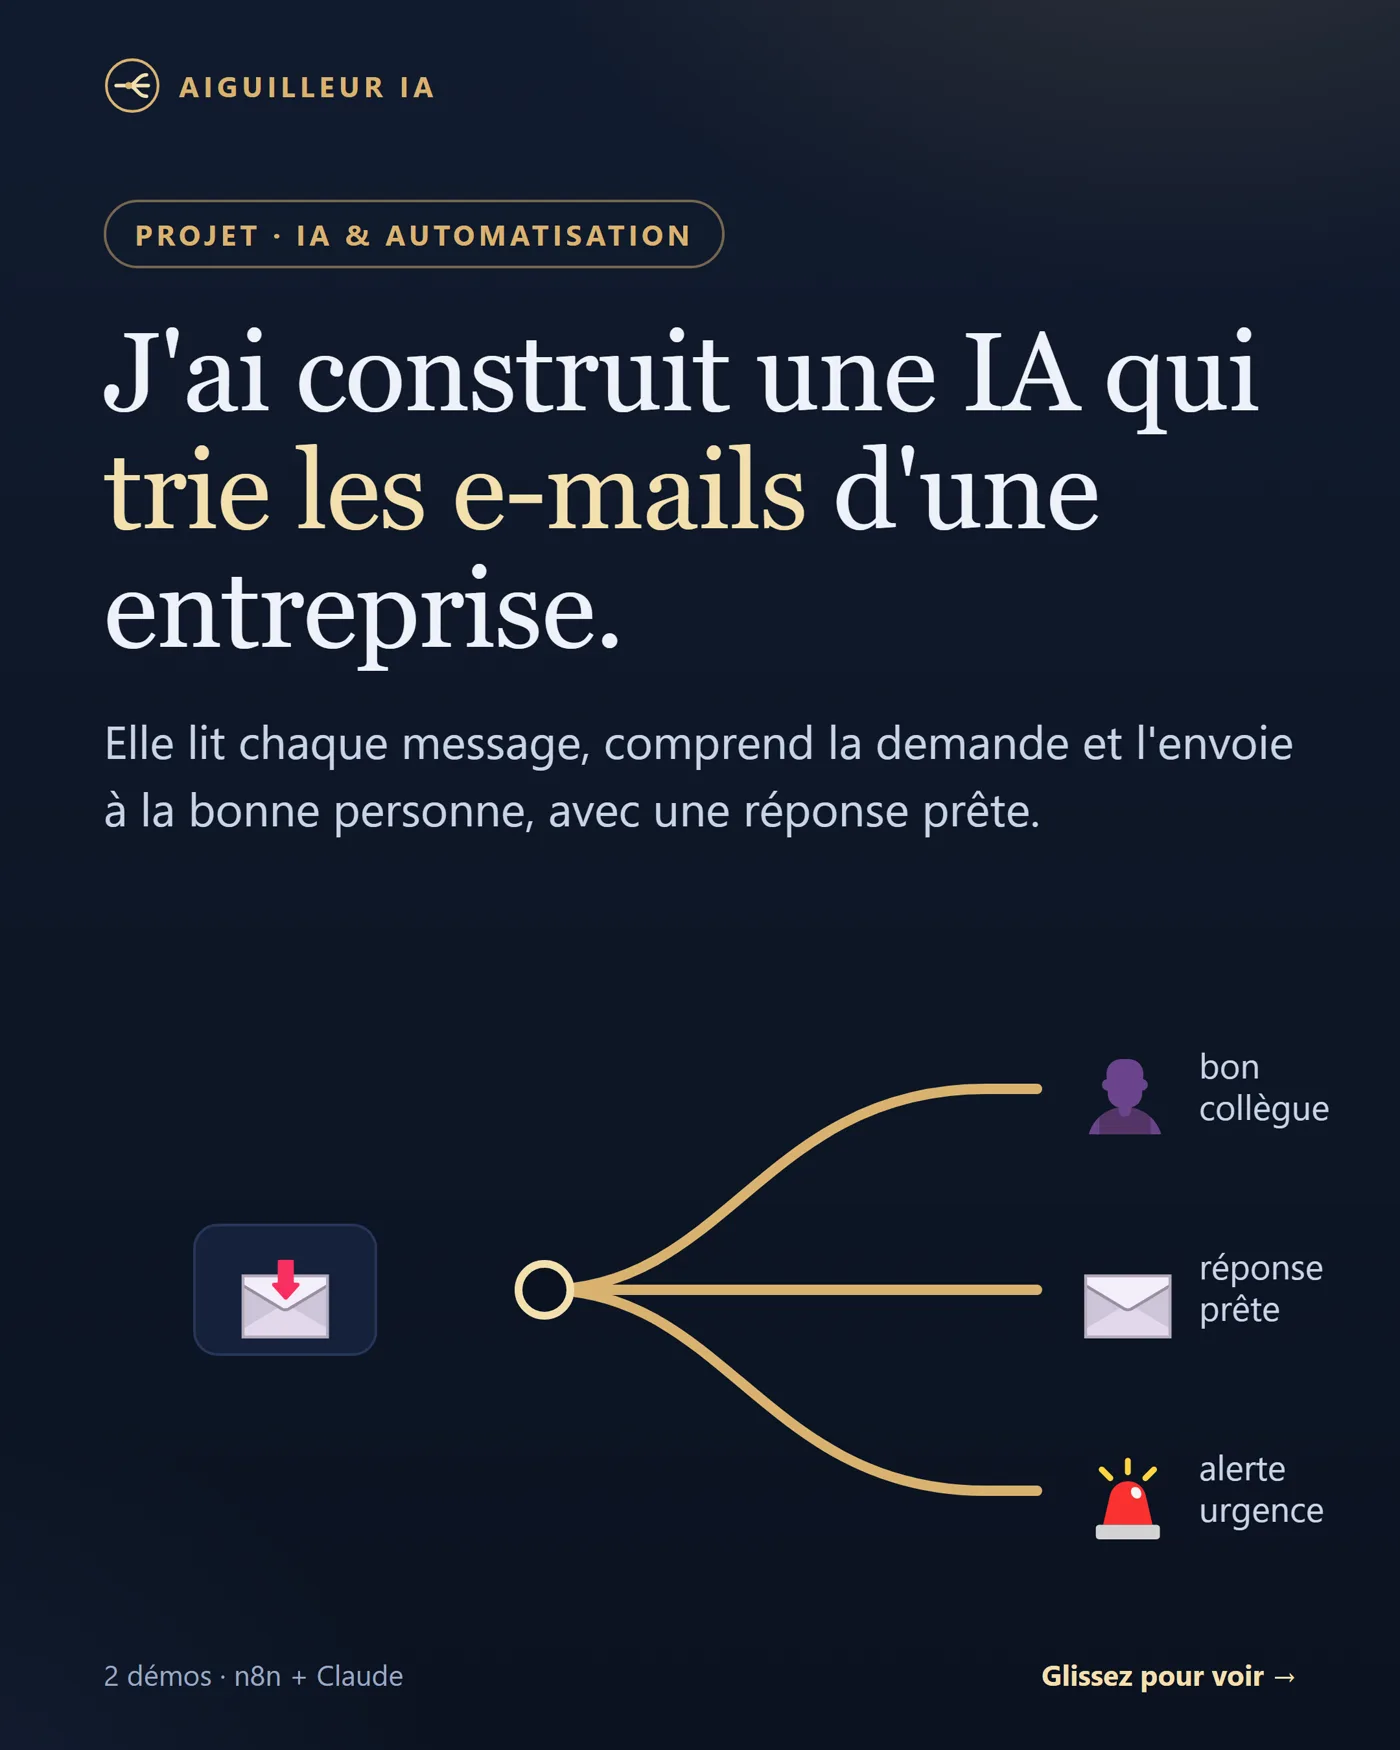 AIGUILLEUR IA
PROJET · IA & AUTOMATISATION
J'ai construit une IA qui
trie les e-mails d'une
entreprise.
Elle lit chaque message, comprend la demande et l'envoie
à la bonne personne, avec une réponse prête.
bon
collègue
réponse
prête
alerte
urgence
2 démos · n8n + Claude
Glissez pour voir →